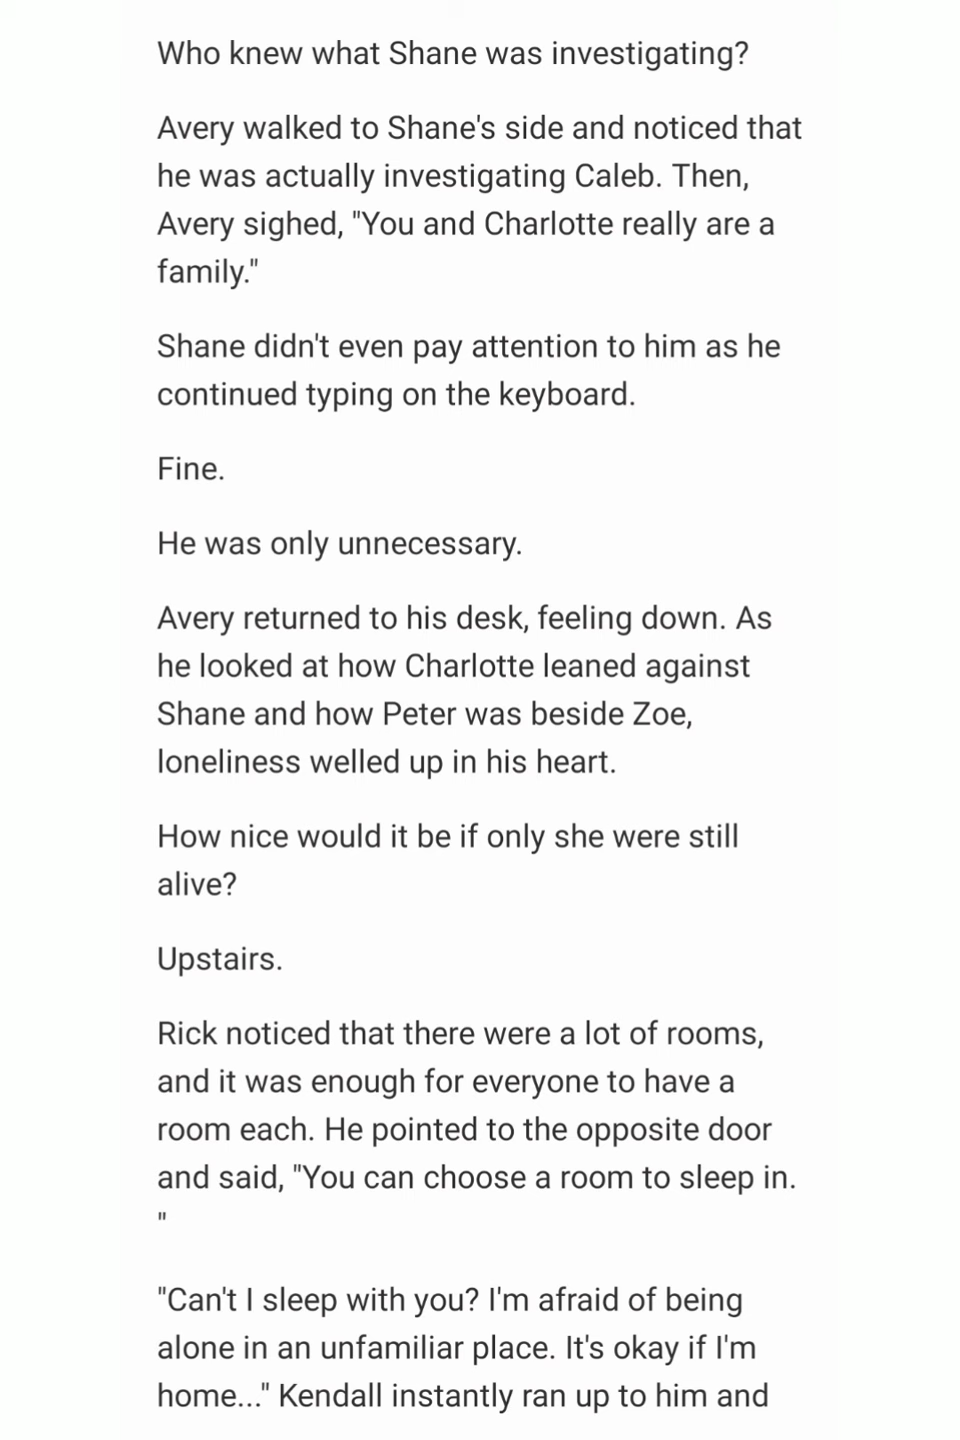 Who knew what Shane was investigating?
Avery walked to Shane's side and noticed that
he was actually investigating Caleb. Then,
Avery sighed, "You and Charlotte really are a
family."
Shane didn't even pay attention to him as he
continued typing on the keyboard.
Fine.
He was only unnecessary.
Avery returned to his desk, feeling down. As
he looked at how Charlotte leaned against
Shane and how Peter was beside Zoe,
loneliness welled up in his heart.
How nice would it be if only she were still
alive?
Upstairs.
Rick noticed that there were a lot of rooms,
and it was enough for everyone to have a
room each. He pointed to the opposite door
and said, "You can choose a room to sleep in.
"
"Can't I sleep with you? I'm afraid of being
alone in an unfamiliar place. It's okay if I'm
home..." Kendall instantly ran up to him and